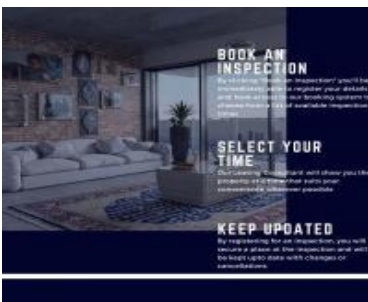 BOOK AN
INSPECTION
By clicking "Book an Inspection" you'll be
immediately able to register your details
and have access to our booking system to
choose from a list of available inspection
times
SELECT YOUR
TIME
Our Leasing Consultant will show you the
property at a time that suits your
convenience wherever possible
KEEP UPDATED
By registering for an inspection, you will
secure a place at the inspection and will
be kept upto date with changes or
cancellations